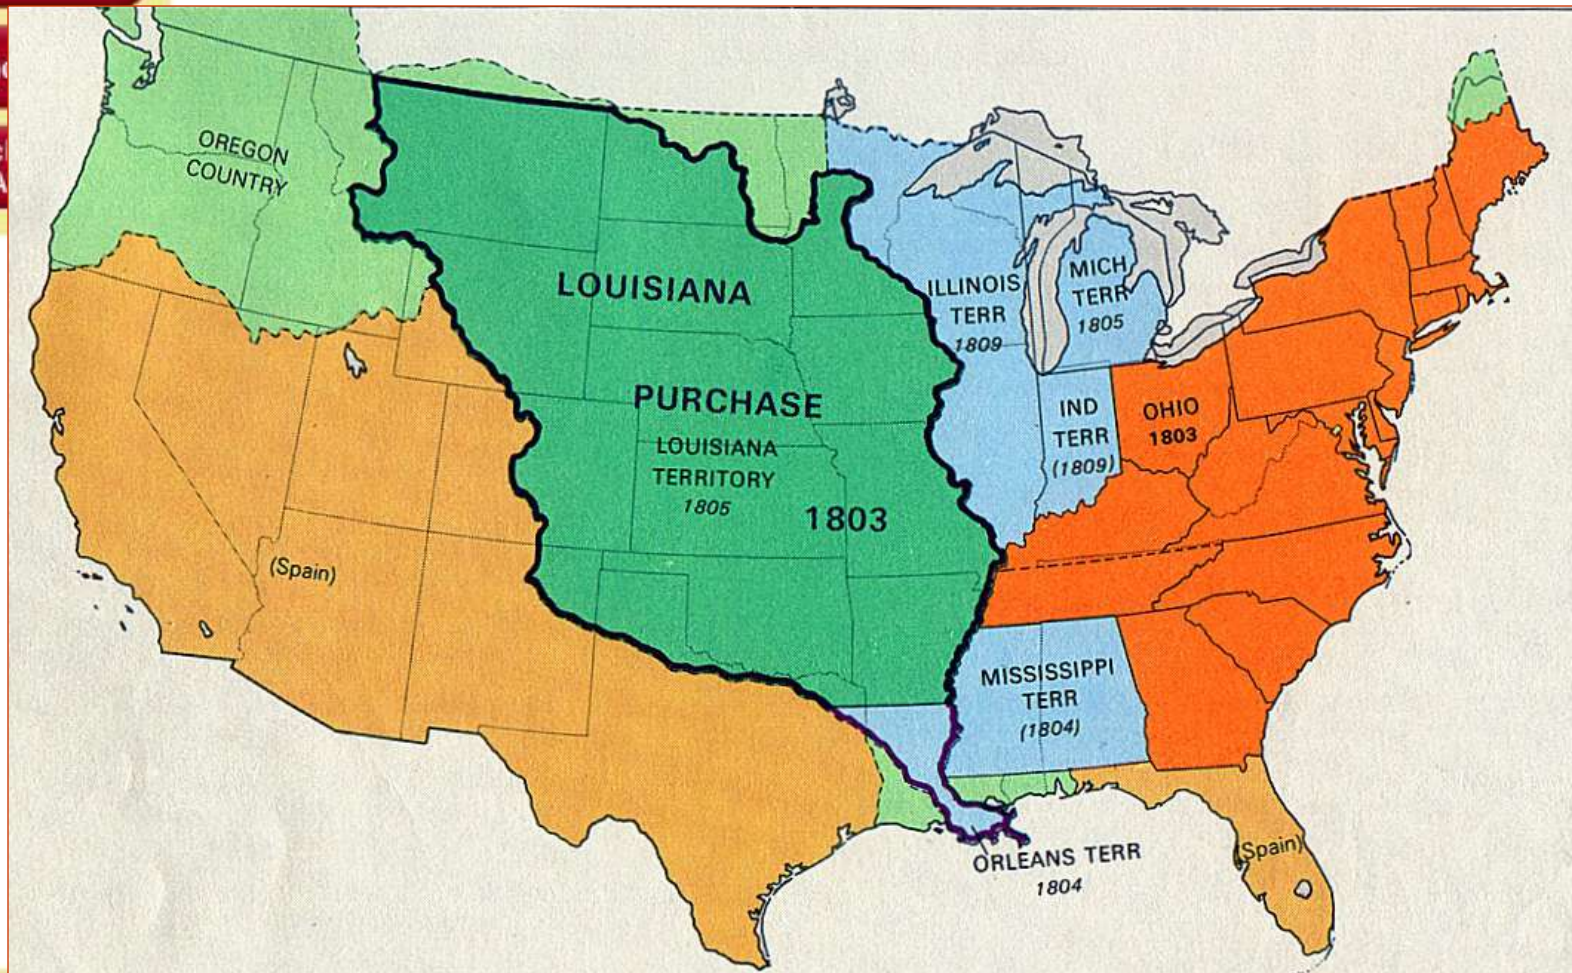 OREGON
COUNTRY
LOUISIANA
PURCHASE
LOUISIANA
TERRITORY
1805
1803
(Spain)
ILLINOIS
TERR
1809
MICH
TERR
1805
IND
TERR
(1809)
OHIO
1803
MISSISSIPPI
TERR
(1804)
ORLEANS TERR
1804
(Spain)